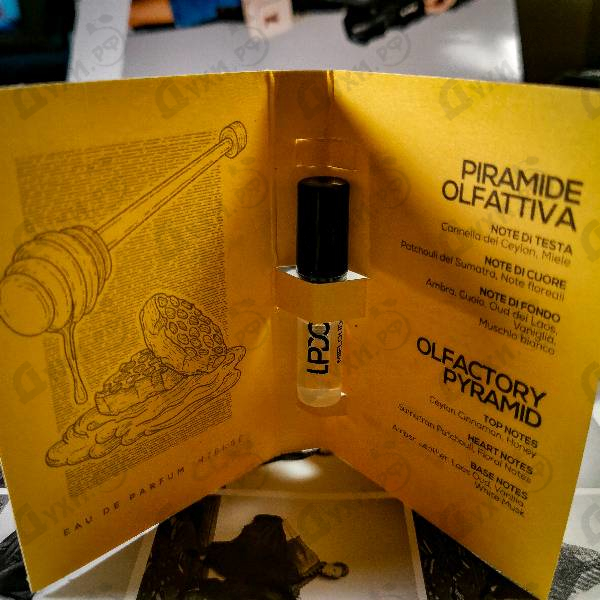 EAU DE PARFUM
LPDO
PIRAMIDE
OLFATTIVA
NOTE DI TESTA
Cannella del Ceylon, Miele
NOTE DI CUORE
Patchouli del Sumatra, Note floreali
NOTE DI FONDO
Ambra, Cuoio, Oud del Laos,
Vaniglia,
Muschio bianco
OLFACTORY
PYRAMID
TOP NOTES
Ceylon Cinnamon, Honey
HEART NOTES
Sumatran Patchouli, Floral Notes
BASE NOTES
Amber, Leather, Laos Oud, Vanilla,
White Musk
духи.рф